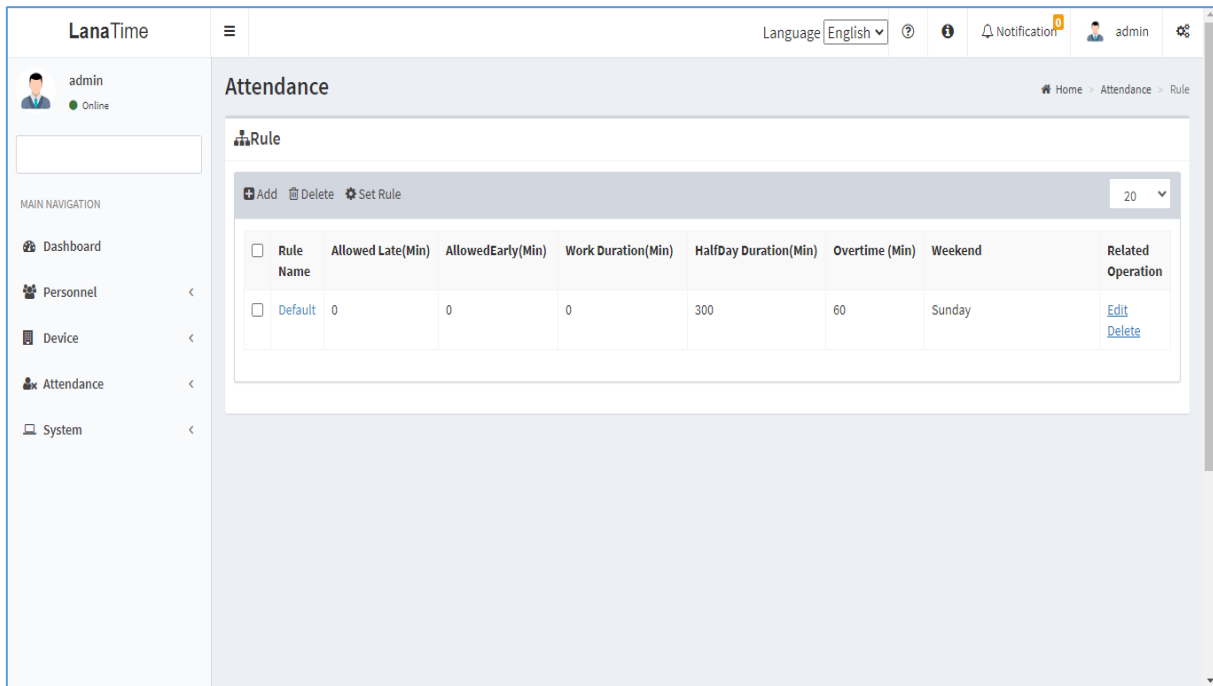 LanaTime
Language English Notification 0 admin
admin
Online
Attendance
Home > Attendance > Rule
Rule
MAIN NAVIGATION
Dashboard
Personnel
Device
Attendance
System
Add Delete Set Rule
20
Rule Name Allowed Late(Min) AllowedEarly(Min) Work Duration(Min) HalfDay Duration(Min) Overtime (Min) Weekend Related Operation
Default 0 0 0 300 60 Sunday Edit
Delete